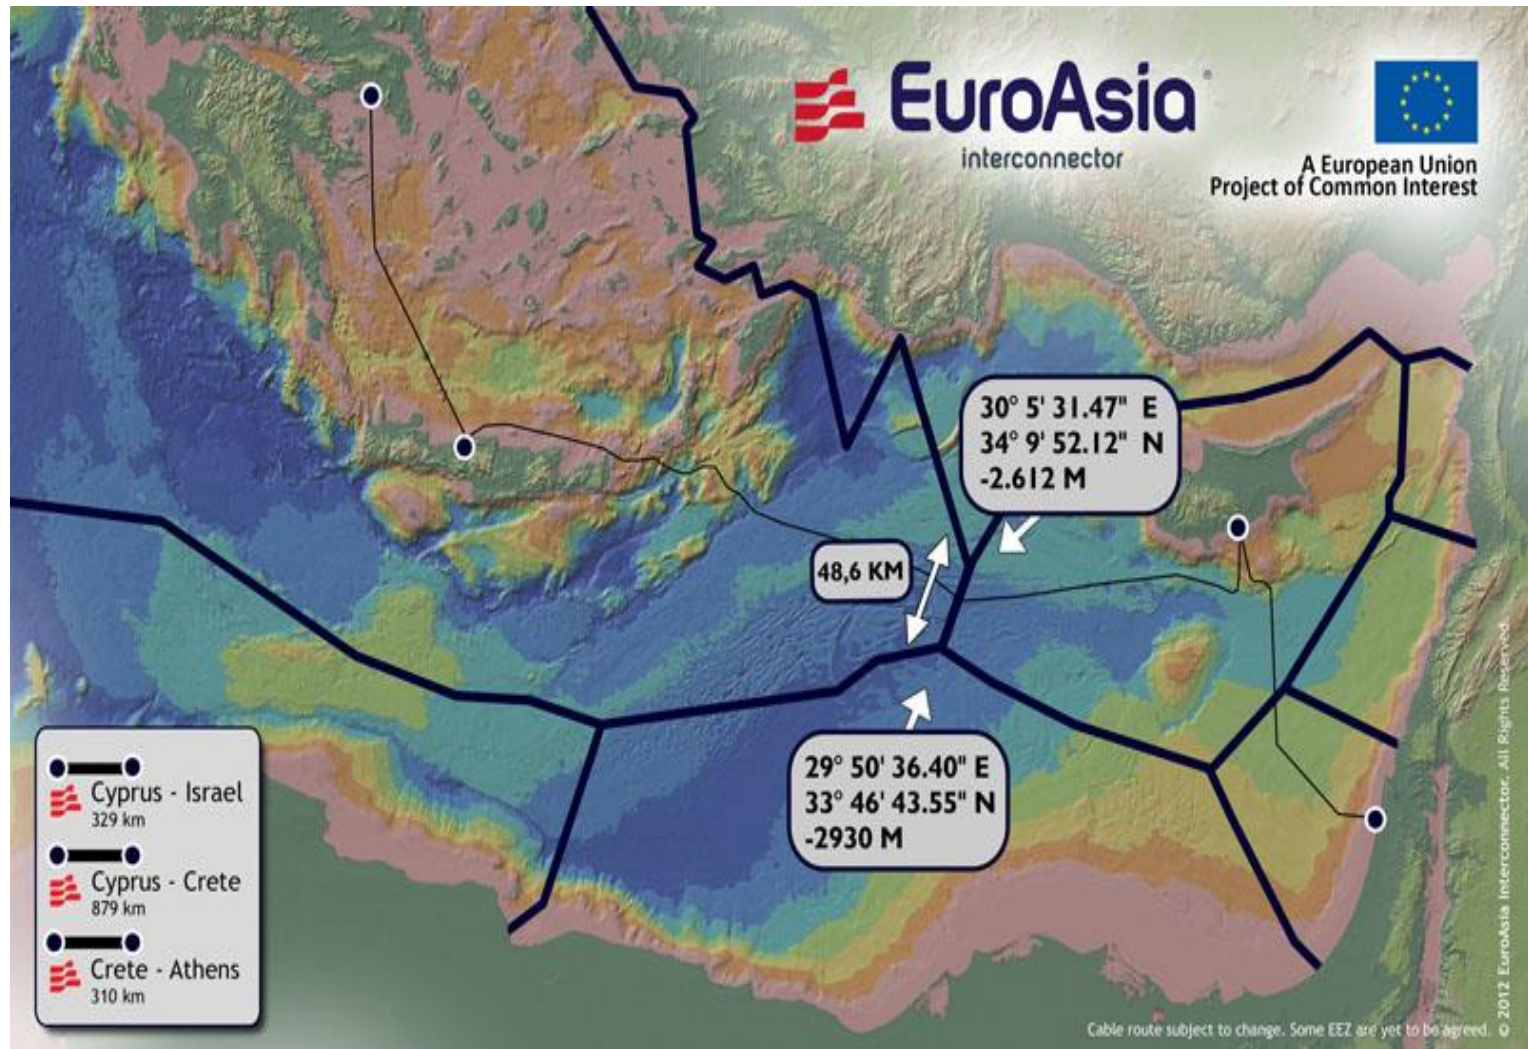 EuroAsia
interconnector
A European Union
Project of Common Interest
30° 5' 31.47" E
34° 9' 52.12" N
-2.612 M
48,6 KM
29° 50' 36.40" E
33° 46' 43.55" N
-2930 M
Cyprus - Israel
329 km
Cyprus - Crete
879 km
Crete - Athens
310 km
Cable route subject to change. Some EEZ are yet to be agreed.
© 2012 EuroAsia Interconnector. All Rights Reserved.